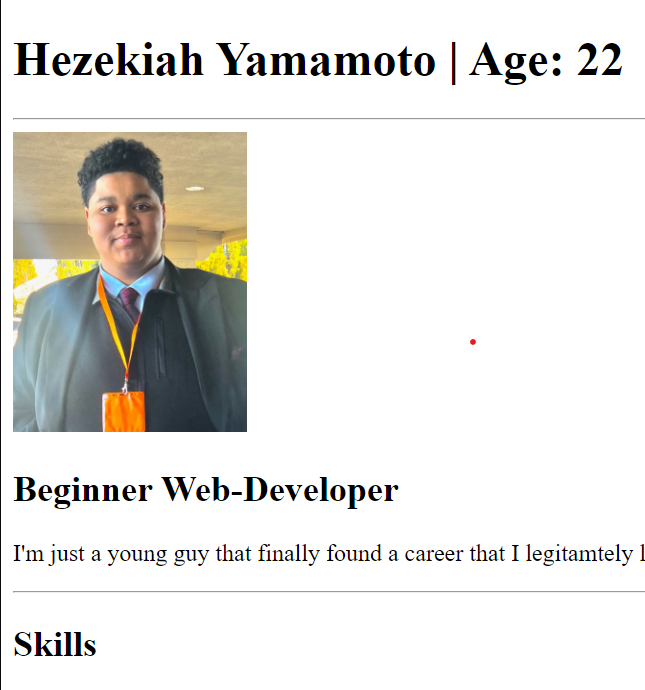 Hezekiah Yamamoto | Age: 22
Beginner Web-Developer
I'm just a young guy that finally found a career that I legitamtely
Skills